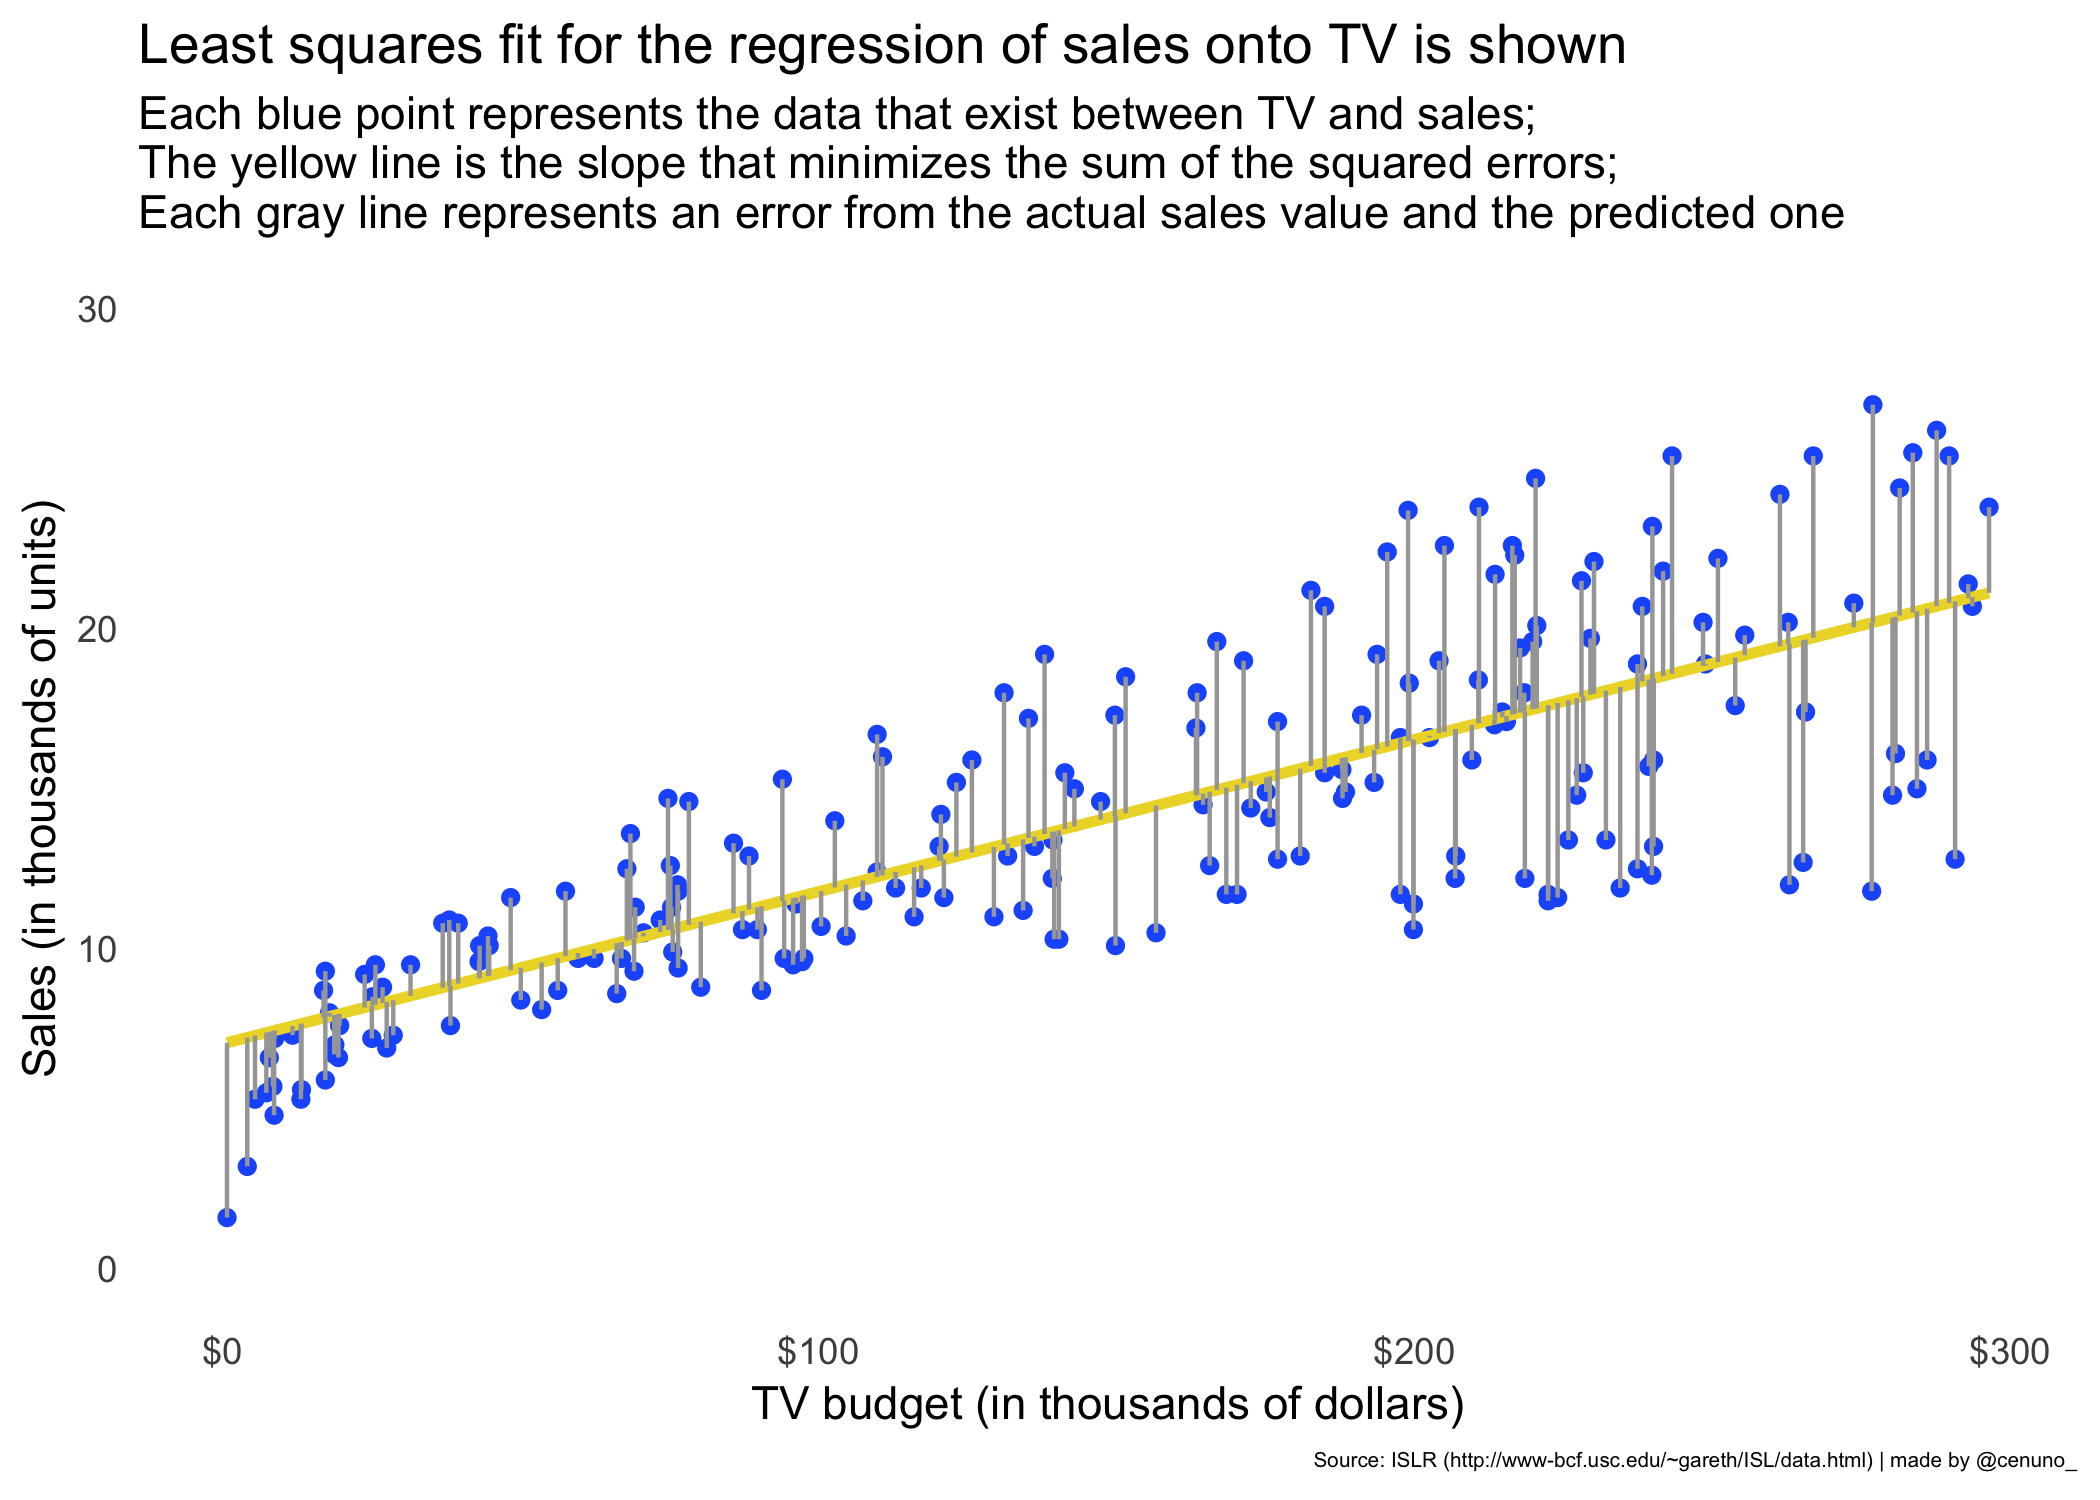 Least squares fit for the regression of sales onto TV is shown
Each blue point represents the data that exist between TV and sales;
The yellow line is the slope that minimizes the sum of the squared errors;
Each gray line represents an error from the actual sales value and the predicted one
30
20
10
0
Sales (in thousands of units)
$0 $100 $200 $300
TV budget (in thousands of dollars)
Source: ISLR (http://www-bcf.usc.edu/~gareth/ISL/data.html) | made by @cenuno_